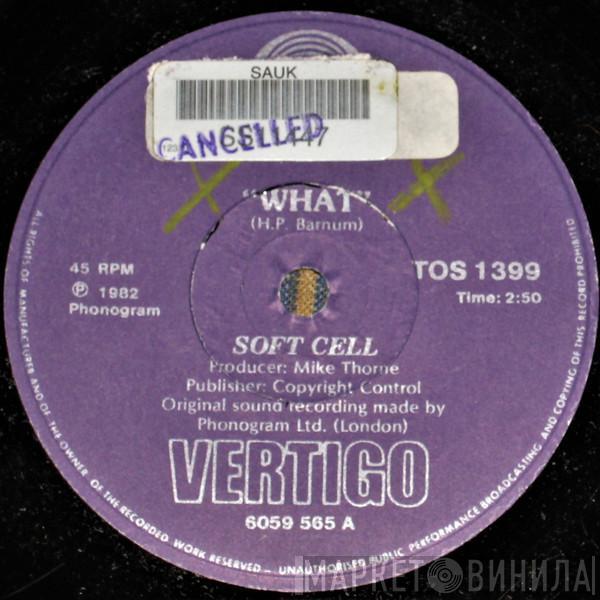 SAUK
CANCELLED
"WHAT"
(H.P. Barnum)
45 RPM
℗ 1982
Phonogram
TOS 1399
Time: 2:50
SOFT CELL
Producer: Mike Thorne
Publisher: Copyright Control
Original sound recording made by
Phonogram Ltd. (London)
VERTIGO
6059 565 A
ALL RIGHTS OF MANUFACTURER AND OF THE OWNER OF THE RECORDED WORK RESERVED – UNAUTHORISED PUBLIC PERFORMANCE BROADCASTING AND COPYING OF THIS RECORD PROHIBITED
МАРКЕТ ВИНИЛА